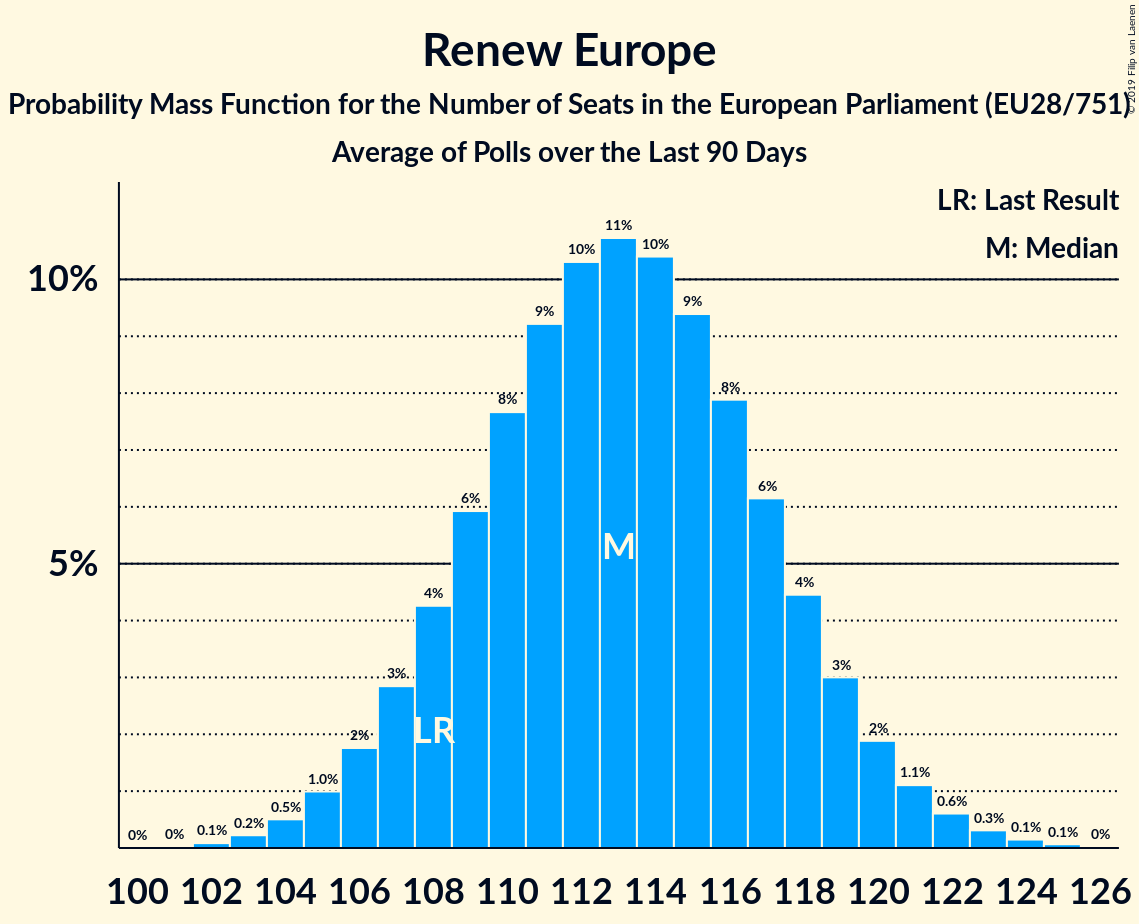 Renew Europe
Probability Mass Function for the Number of Seats in the European Parliament (EU28/751)
Average of Polls over the Last 90 Days
© 2019 Filip van Laenen
LR: Last Result
M: Median
10%
5%
0% 0% 0.1% 0.2% 0.5% 1.0% 2% 3% 4% 6% 8% 9% 10% 11% 10% 9% 8% 6% 4% 3% 2% 1.1% 0.6% 0.3% 0.1% 0.1% 0%
M
LR
100 102 104 106 108 110 112 114 116 118 120 122 124 126